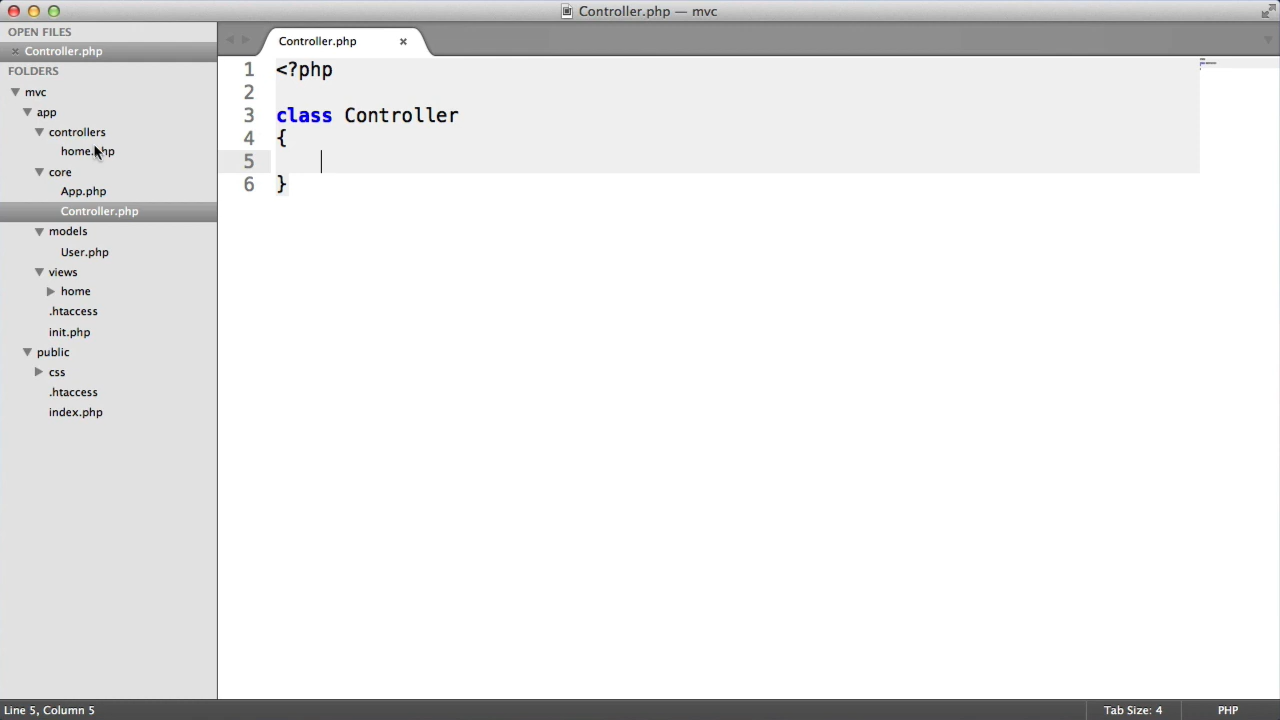 Controller.php — mvc
OPEN FILES
Controller.php
FOLDERS
mvc
app
controllers
home.php
core
App.php
Controller.php
models
User.php
views
home
.htaccess
init.php
public
css
.htaccess
index.php
Controller.php
1 <?php
2
3 class Controller
4 {
5
6 }
Line 5, Column 5
Tab Size: 4
PHP